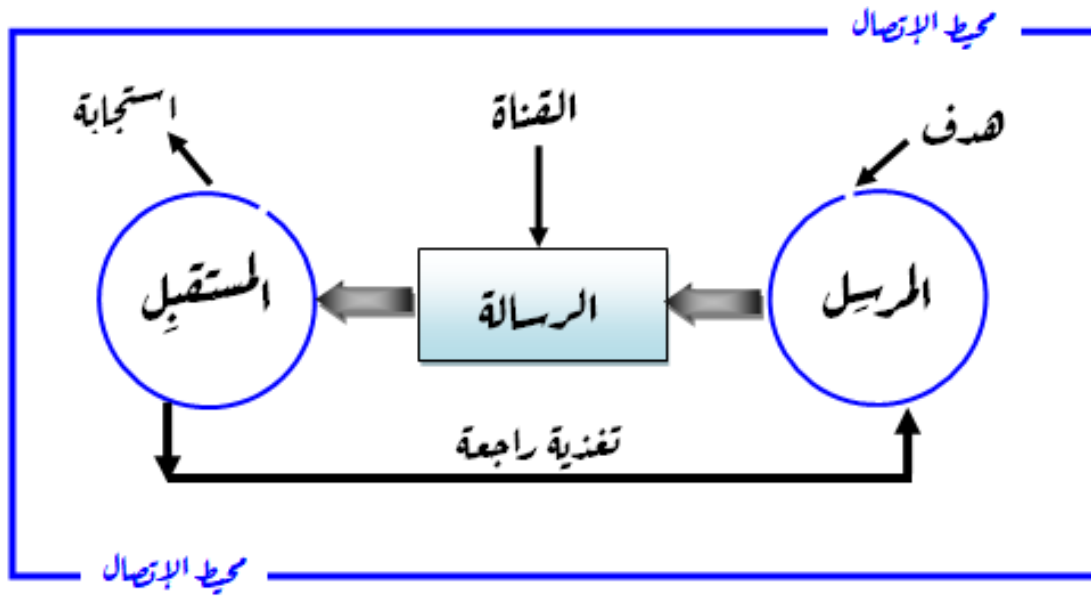 محيط الإتصال
هدف
القناة
استجابة
المرسِل
الرسالة
المستقبِل
تغذية راجعة
محيط الإتصال